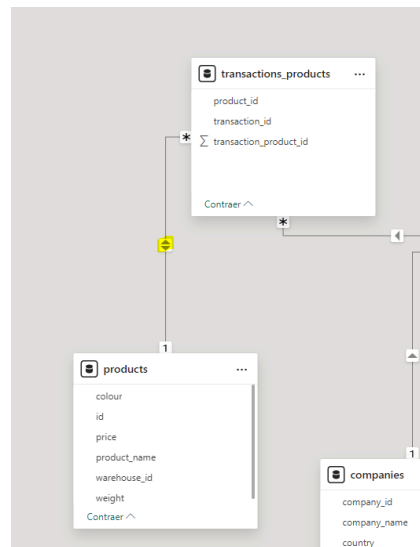 transactions_products
...
product_id
transaction_id
∑ transaction_product_id
Contraer
*
*
1
products
...
colour
id
price
product_name
warehouse_id
weight
Contraer
1
companies
company_id
company_name
country